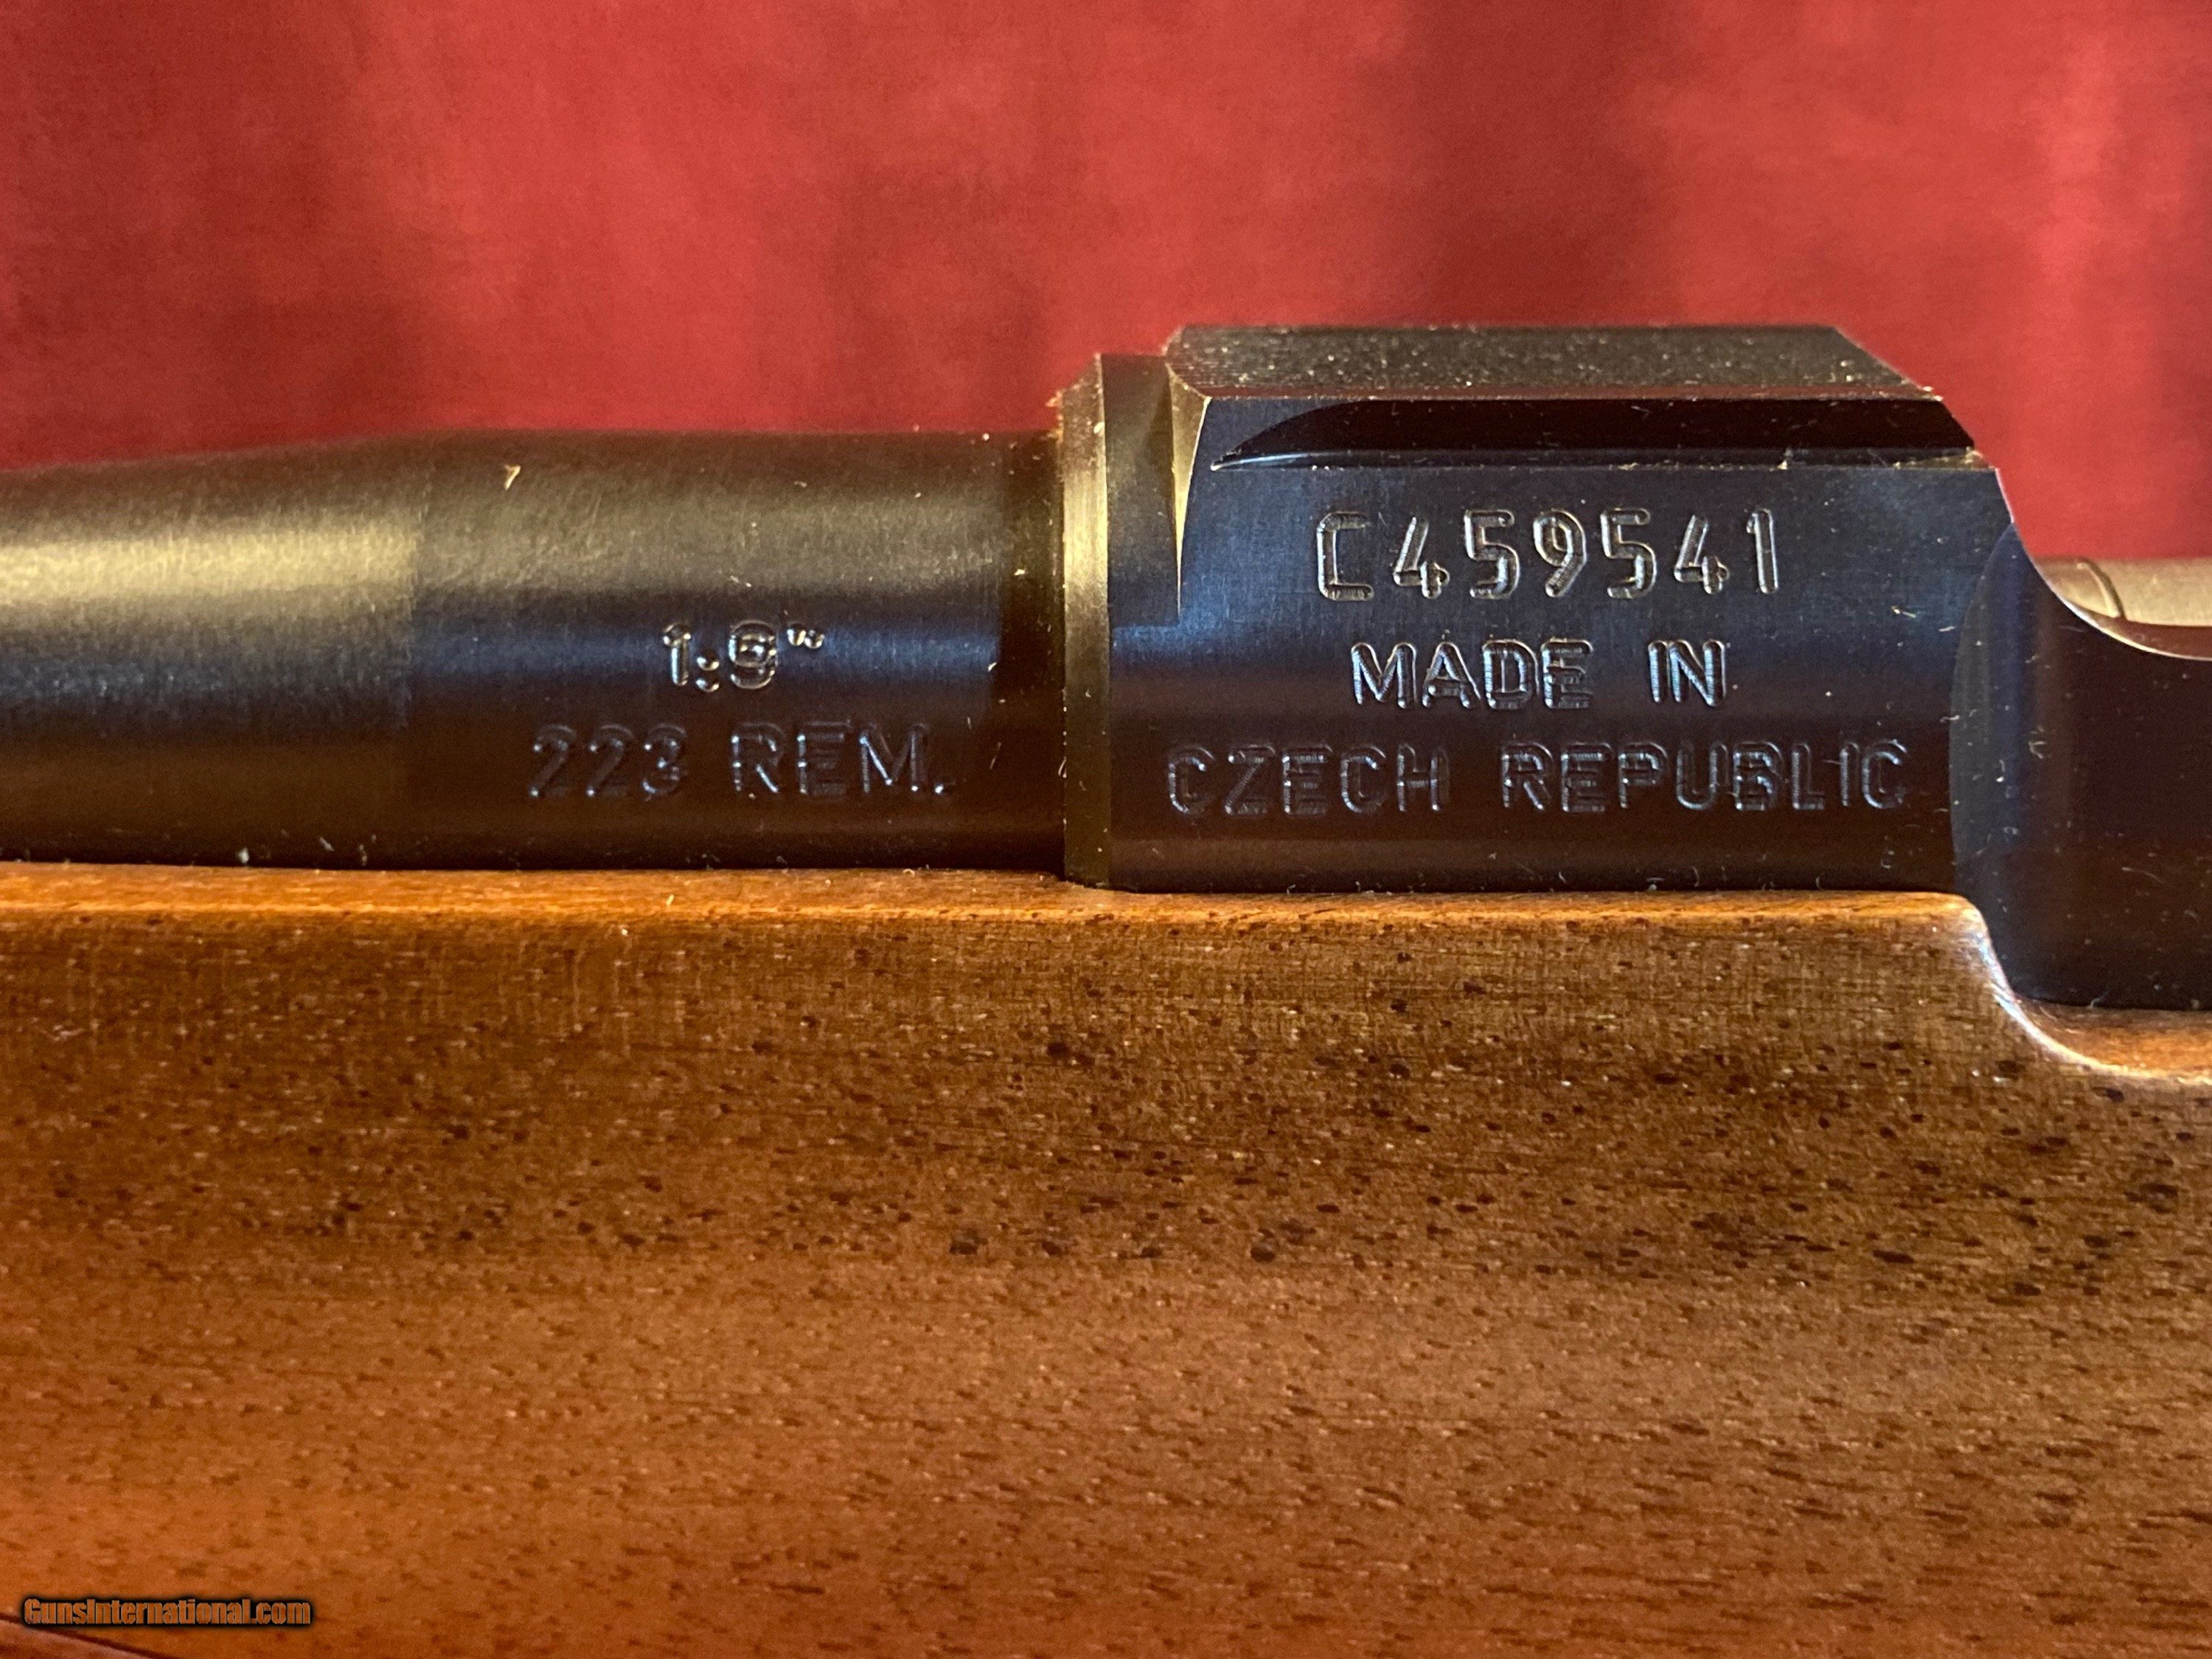 C459541
1:9"
MADE IN
223 REM.
CZECH REPUBLIC
GunsInternational.com